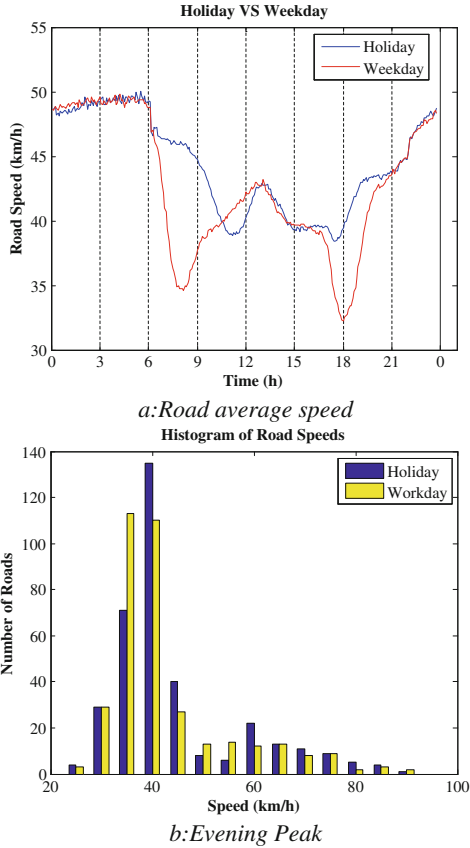 Holiday VS Weekday
55
50
45
40
35
30
Road Speed (km/h)
Holiday
Weekday
0 3 6 9 12 15 18 21 0
Time (h)
a:Road average speed
Histogram of Road Speeds
140
120
100
80
60
40
20
0
Number of Roads
Holiday
Workday
20 40 60 80 100
Speed (km/h)
b:Evening Peak